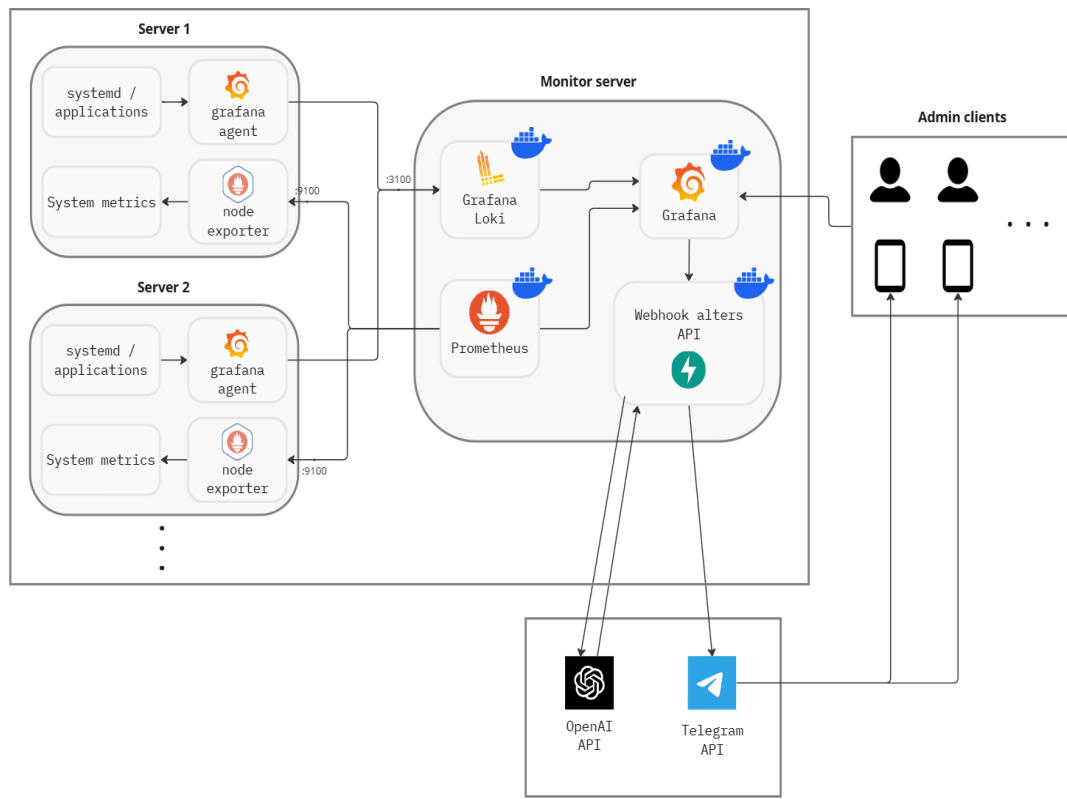 Server 1
systemd /
applications
grafana
agent
System metrics
node
exporter
:9100
:3100
Server 2
systemd /
applications
grafana
agent
System metrics
node
exporter
:9100
Monitor server
Grafana
Loki
Grafana
Prometheus
Webhook alters
API
Admin clients
OpenAI
API
Telegram
API